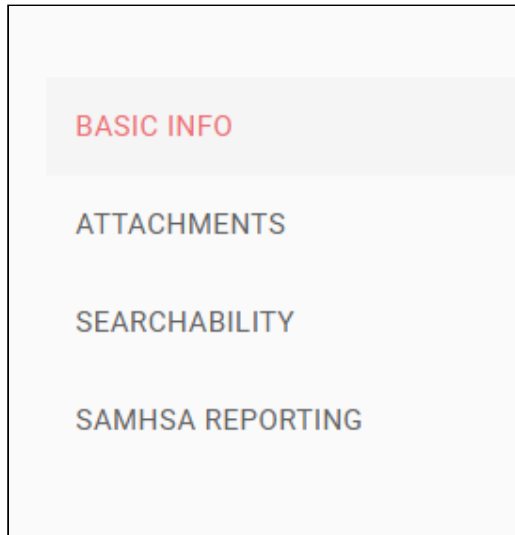 BASIC INFO
ATTACHMENTS
SEARCHABILITY
SAMHSA REPORTING